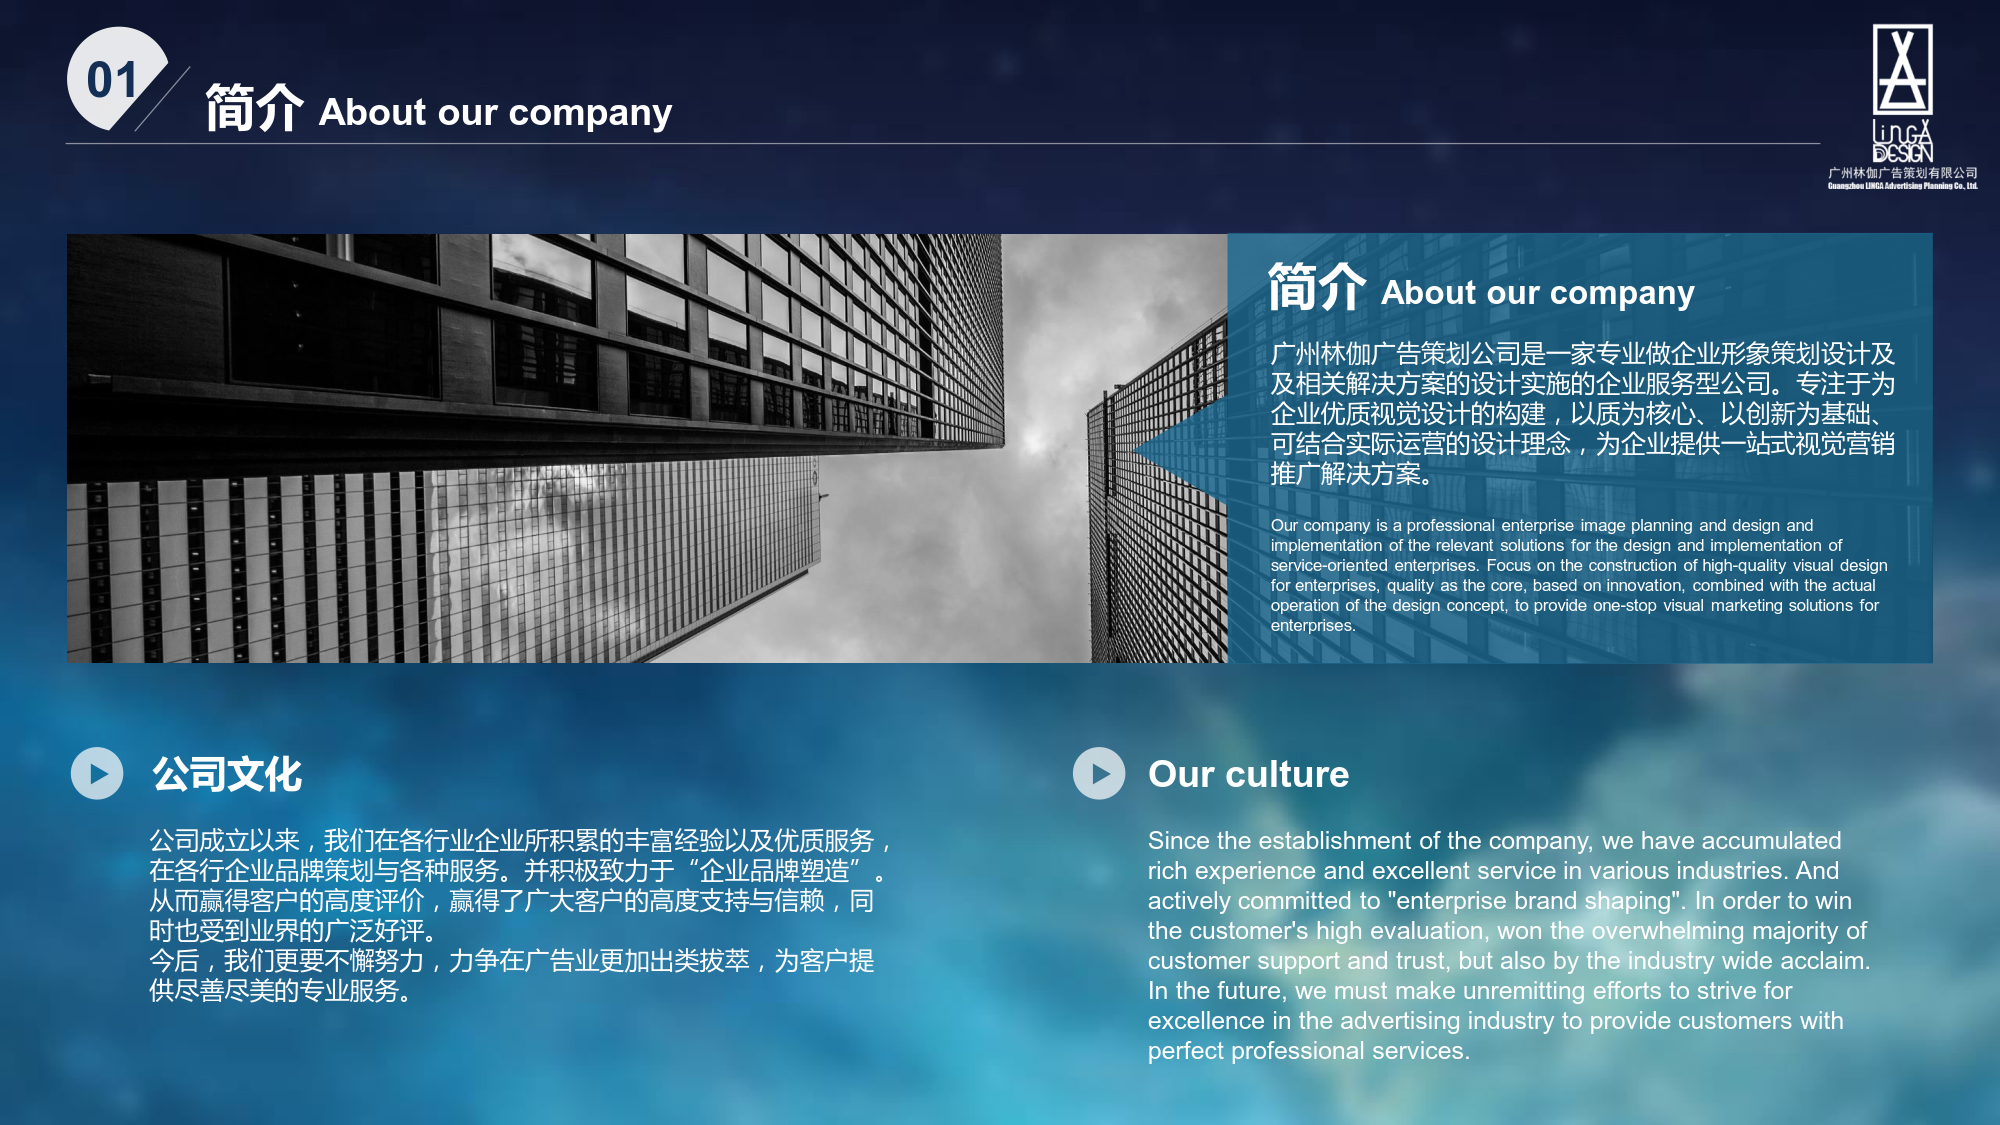 01
简介 About our company
LINGA
DESIGN
广州林伽广告策划有限公司
Guangzhou LINGA Advertising Planning Co., Ltd.
简介 About our company
广州林伽广告策划公司是一家专业做企业形象策划设计及
及相关解决方案的设计实施的企业服务型公司。专注于为
企业优质视觉设计的构建，以质为核心、以创新为基础、
可结合实际运营的设计理念，为企业提供一站式视觉营销
推广解决方案。
Our company is a professional enterprise image planning and design and
implementation of the relevant solutions for the design and implementation of
service-oriented enterprises. Focus on the construction of high-quality visual design
for enterprises, quality as the core, based on innovation, combined with the actual
operation of the design concept, to provide one-stop visual marketing solutions for
enterprises.
公司文化
公司成立以来，我们在各行业企业所积累的丰富经验以及优质服务，
在各行企业品牌策划与各种服务。并积极致力于“企业品牌塑造”。
从而赢得客户的高度评价，赢得了广大客户的高度支持与信赖，同
时也受到业界的广泛好评。
今后，我们更要不懈努力，力争在广告业更加出类拔萃，为客户提
供尽善尽美的专业服务。
Our culture
Since the establishment of the company, we have accumulated
rich experience and excellent service in various industries. And
actively committed to "enterprise brand shaping". In order to win
the customer's high evaluation, won the overwhelming majority of
customer support and trust, but also by the industry wide acclaim.
In the future, we must make unremitting efforts to strive for
excellence in the advertising industry to provide customers with
perfect professional services.